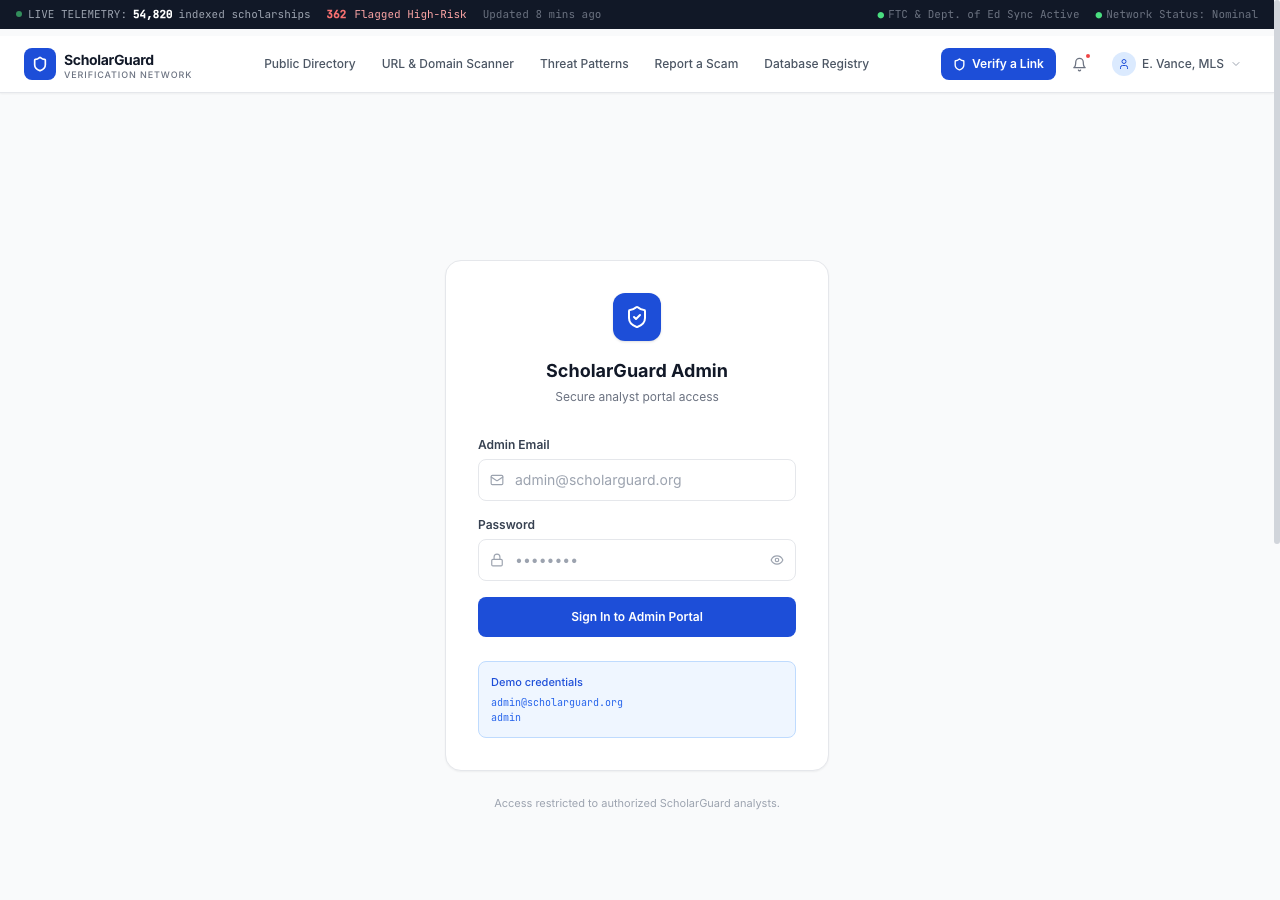 LIVE TELEMETRY: 54,820 indexed scholarships 362 Flagged High-Risk Updated 8 mins ago FTC & Dept. of Ed Sync Active Network Status: Nominal
ScholarGuard
VERIFICATION NETWORK
Public Directory URL & Domain Scanner Threat Patterns Report a Scam Database Registry Verify a Link E. Vance, MLS
ScholarGuard Admin
Secure analyst portal access
Admin Email
admin@scholarguard.org
Password
••••••••
Sign In to Admin Portal
Demo credentials
admin@scholarguard.org
admin
Access restricted to authorized ScholarGuard analysts.